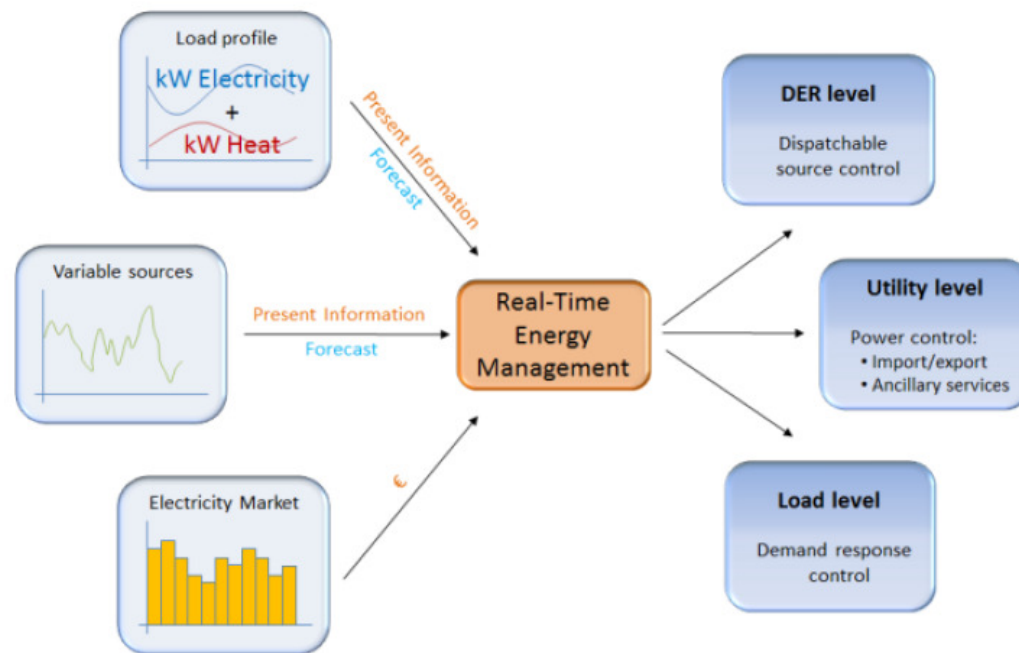 Load profile
kW Electricity
+
kW Heat
Present Information
Forecast
Variable sources
Present Information
Forecast
Electricity Market
€
Real-Time
Energy
Management
DER level
Dispatchable
source control
Utility level
Power control:
• Import/export
• Ancillary services
Load level
Demand response
control